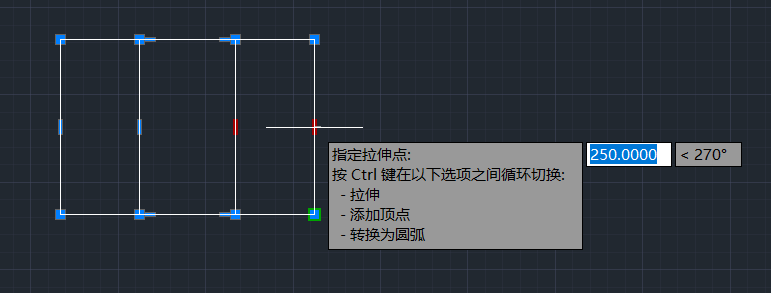 指定拉伸点:
250.0000
< 270°
按 Ctrl 键在以下选项之间循环切换:
- 拉伸
- 添加顶点
- 转换为圆弧